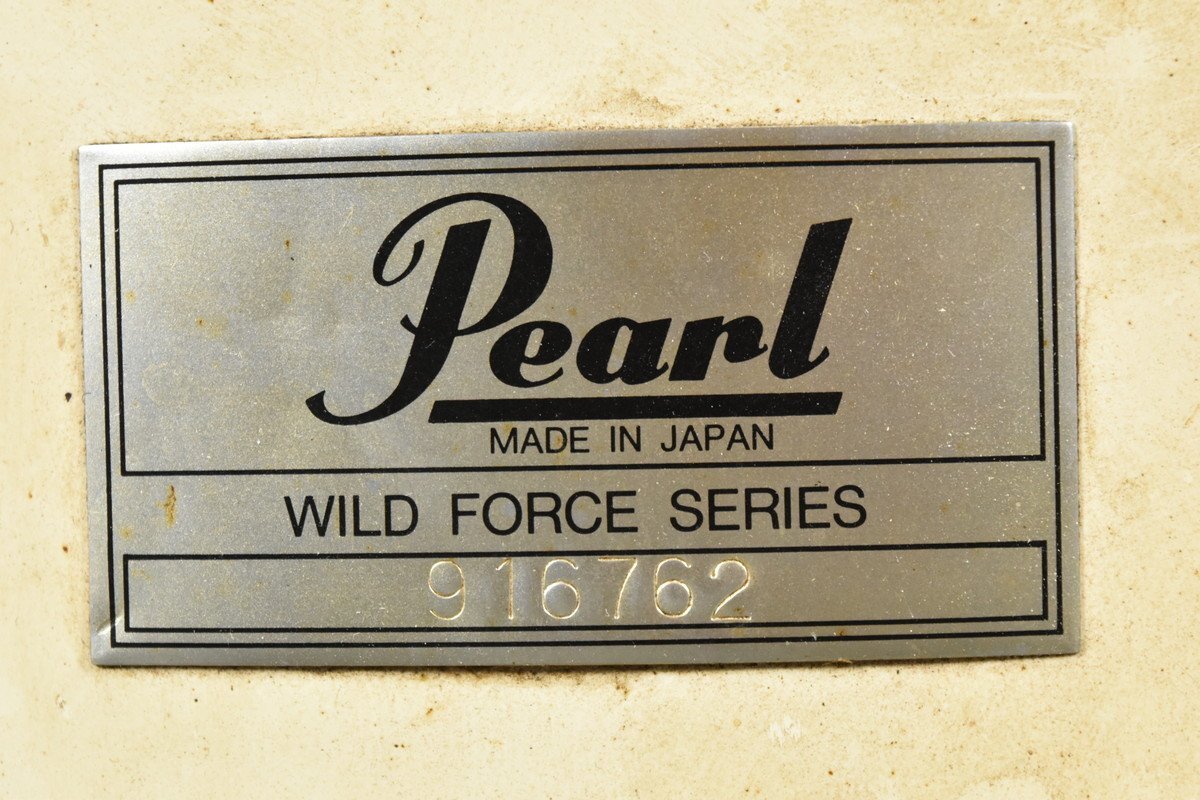 Pearl
MADE IN JAPAN
WILD FORCE SERIES
916762